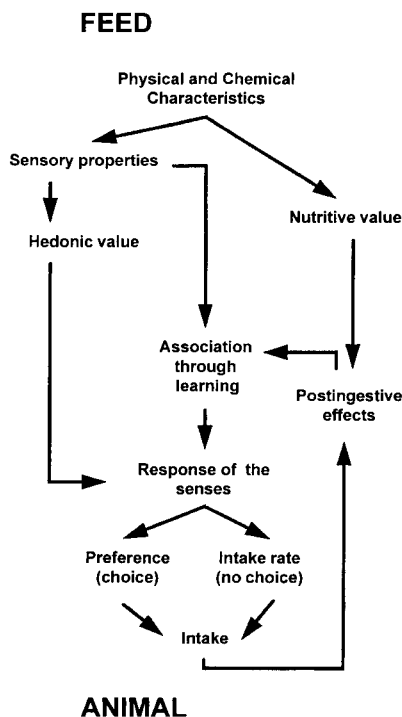 FEED
Physical and Chemical
Characteristics
Sensory properties
Nutritive value
Hedonic value
Association
through
learning
Postingestive
effects
Response of the
senses
Preference
(choice)
Intake rate
(no choice)
Intake
ANIMAL